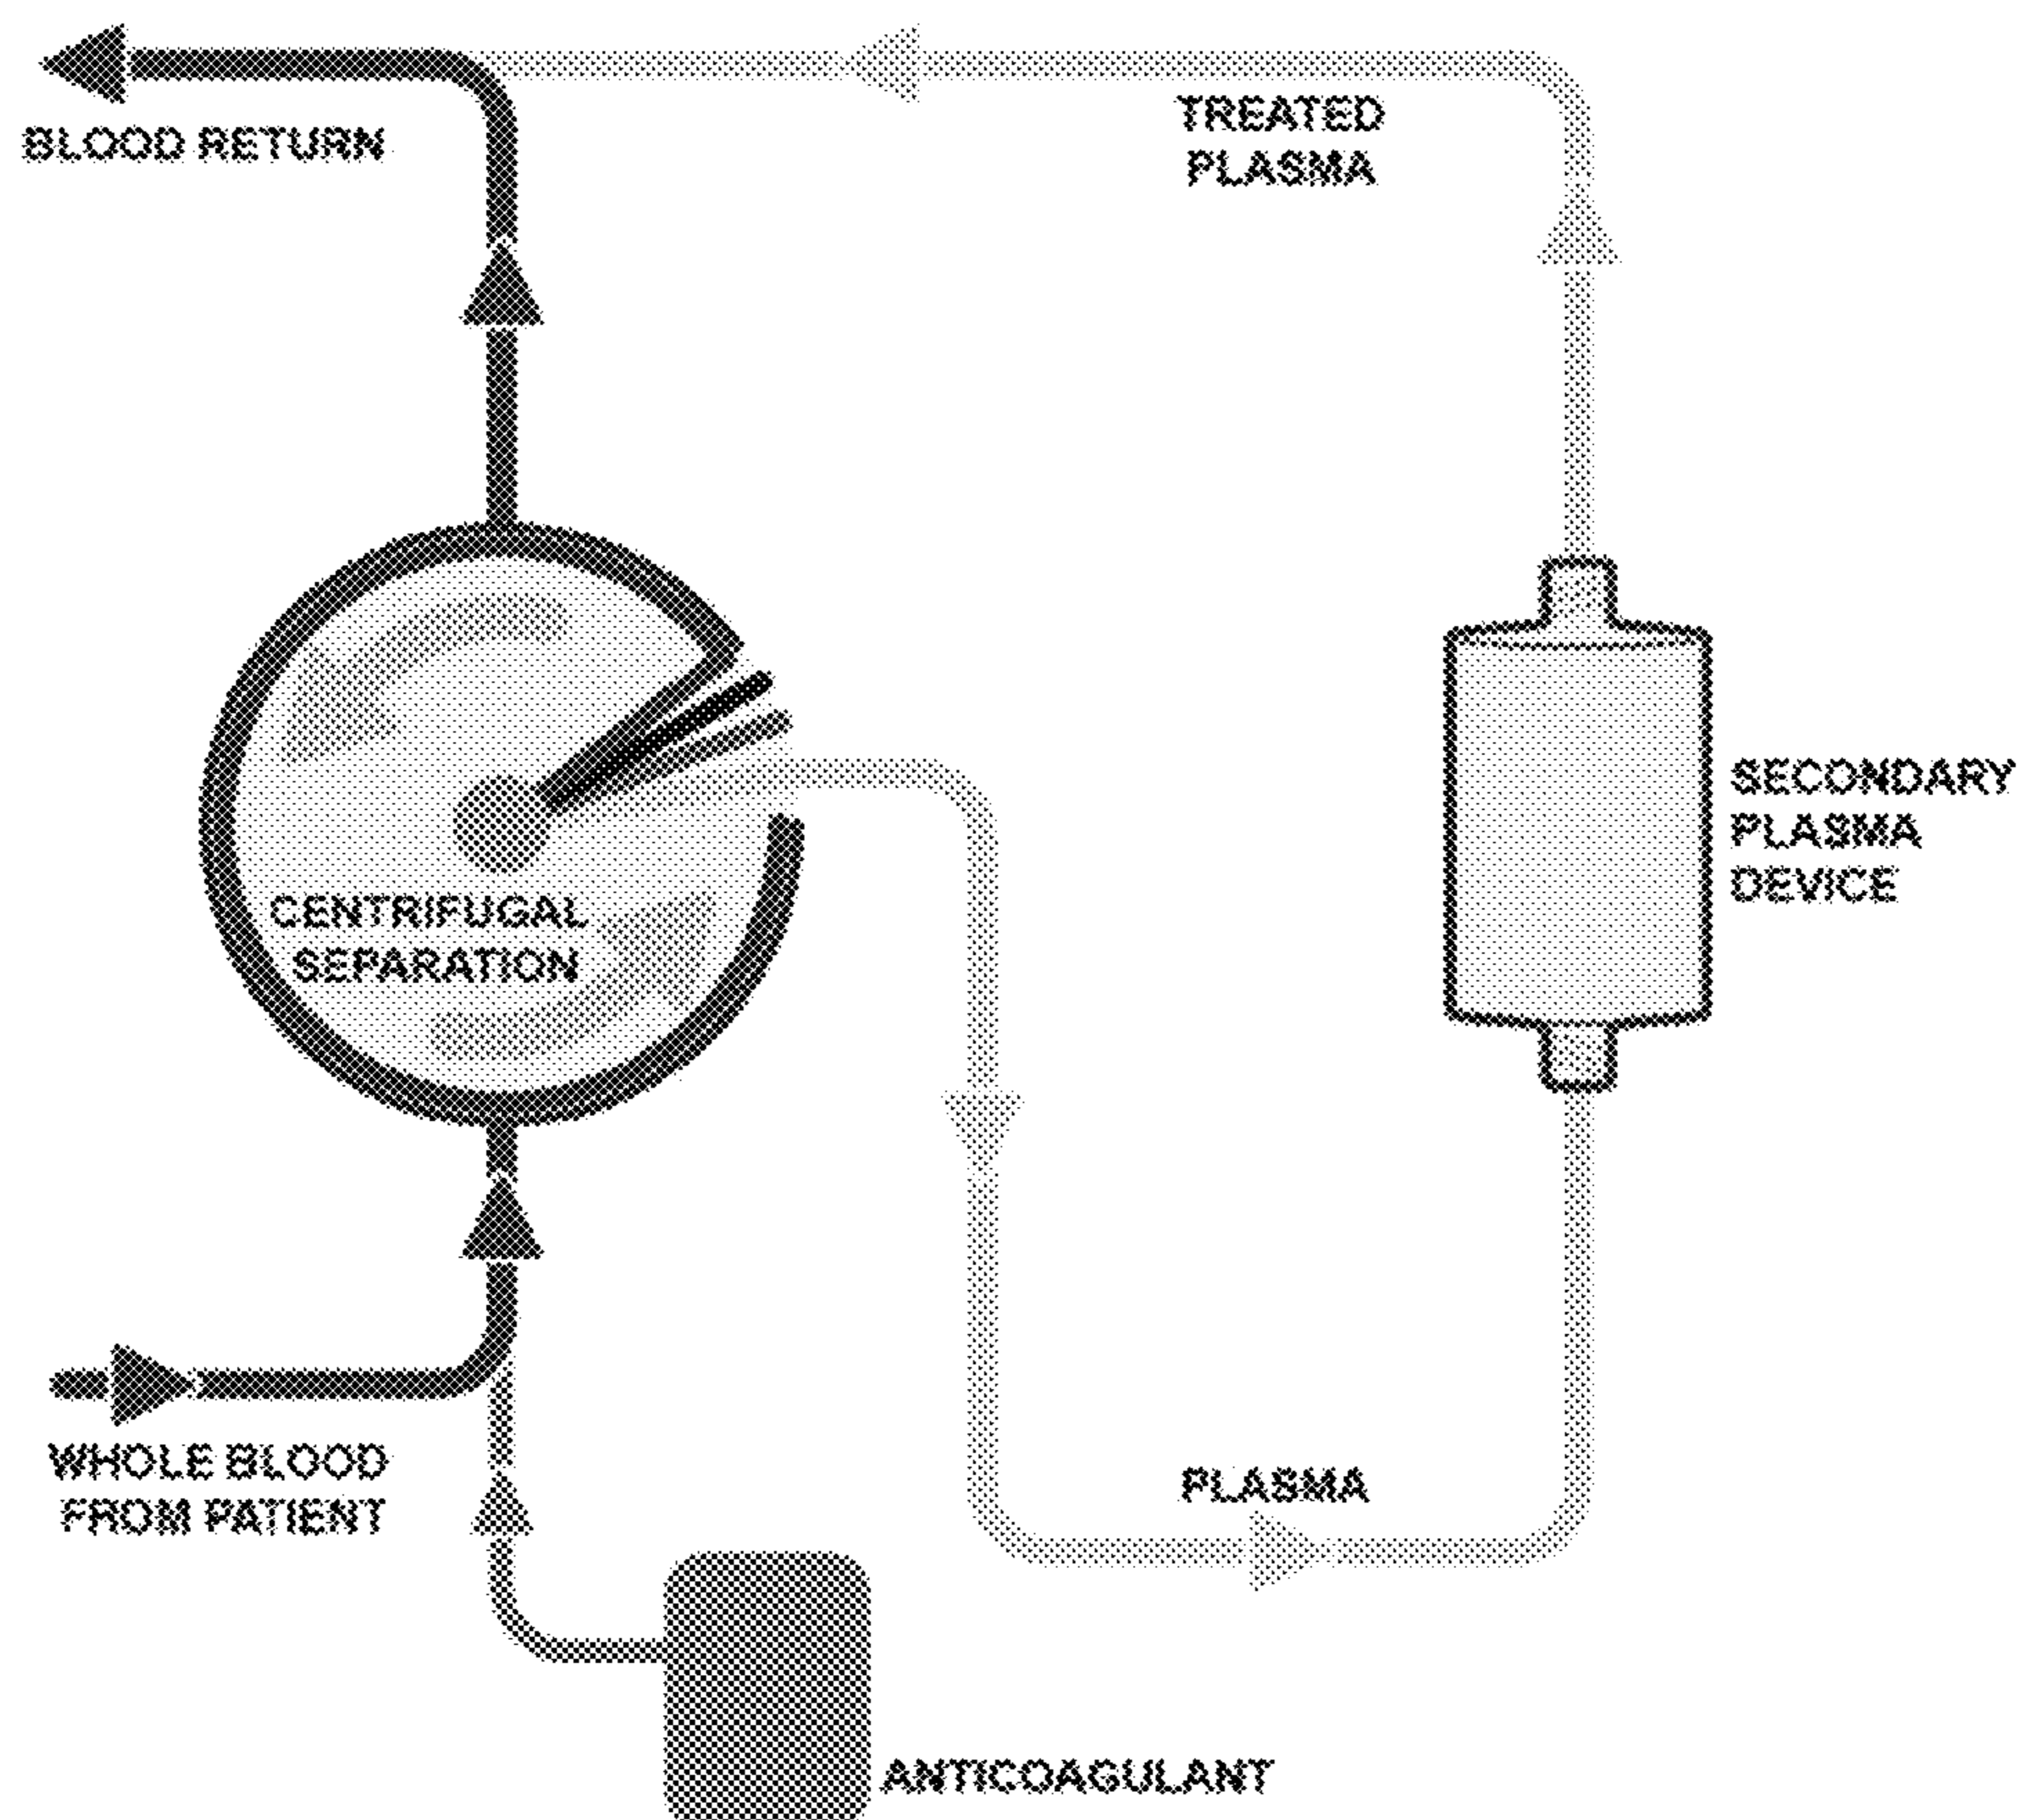 BLOOD RETURN
TREATED
PLASMA
CENTRIFUGAL
SEPARATION
SECONDARY
PLASMA
DEVICE
WHOLE BLOOD
FROM PATIENT
PLASMA
ANTICOAGULANT